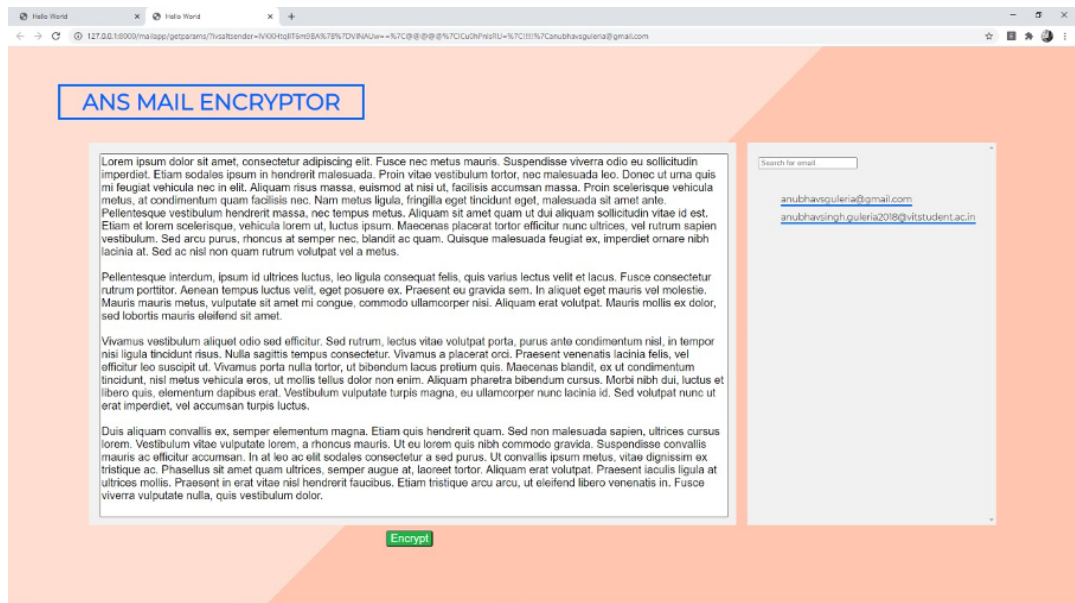 Hello World
Hello World
ANS MAIL ENCRYPTOR
Lorem ipsum dolor sit amet, consectetur adipiscing elit. Fusce nec metus mauris. Suspendisse viverra odio eu sollicitudin
imperdiet. Etiam sodales ipsum in hendrerit malesuada. Proin vitae vestibulum tortor, nec malesuada leo. Donec ut urna quis
mi feugiat vehicula nec in elit. Aliquam risus massa, euismod at nisi ut, facilisis accumsan massa. Proin scelerisque vehicula
metus, at condimentum quam facilisis nec. Nam metus ligula, fringilla eget tincidunt eget, malesuada sit amet ante.
Pellentesque vestibulum hendrerit massa, nec tempus metus. Aliquam sit amet quam ut dui aliquam sollicitudin vitae id est.
Etiam et lorem scelerisque, vehicula lorem ut, luctus ipsum. Maecenas placerat tortor efficitur nunc ultrices, vel rutrum sapien
vestibulum. Sed arcu purus, rhoncus at semper nec, blandit ac quam. Quisque malesuada feugiat ex, imperdiet ornare nibh
lacinia at. Sed ac nisl non quam rutrum volutpat vel a metus.
Pellentesque interdum, ipsum id ultrices luctus, leo ligula consequat felis, quis varius lectus velit et lacus. Fusce consectetur
rutrum porttitor. Aenean tempus luctus velit, eget posuere ex. Praesent eu gravida sem. In aliquet eget mauris vel molestie.
Mauris mauris metus, vulputate sit amet mi congue, commodo ullamcorper nisi. Aliquam erat volutpat. Mauris mollis ex dolor,
sed lobortis mauris eleifend sit amet.
Vivamus vestibulum aliquet odio sed efficitur. Sed rutrum, lectus vitae volutpat porta, purus ante condimentum nisl, in tempor
nisi ligula tincidunt risus. Nulla sagittis tempus consectetur. Vivamus a placerat orci. Praesent venenatis lacinia felis, vel
efficitur leo suscipit ut. Vivamus porta nulla tortor, ut bibendum lacus pretium quis. Maecenas blandit, ex ut condimentum
tincidunt, nisl metus vehicula eros, ut mollis tellus dolor non enim. Aliquam pharetra bibendum cursus. Morbi nibh dui, luctus et
libero quis, elementum dapibus erat. Vestibulum vulputate turpis magna, eu ullamcorper nunc lacinia id. Sed volutpat nunc ut
erat imperdiet, vel accumsan turpis luctus.
Duis aliquam convallis ex, semper elementum magna. Etiam quis hendrerit quam. Sed non malesuada sapien, ultrices cursus
lorem. Vestibulum vitae vulputate lorem, a rhoncus mauris. Ut eu lorem quis nibh commodo gravida. Suspendisse convallis
mauris ac efficitur accumsan. In at leo ac elit sodales consectetur a sed purus. Ut convallis ipsum metus, vitae dignissim ex
tristique ac. Phasellus sit amet quam ultrices, semper augue at, laoreet tortor. Aliquam erat volutpat. Praesent iaculis ligula at
ultrices mollis. Praesent in erat vitae nisl hendrerit faucibus. Etiam tristique arcu arcu, ut eleifend libero venenatis in. Fusce
viverra vulputate nulla, quis vestibulum dolor.
Encrypt
Search for email
anubhavsguleria@gmail.com
anubhavsingh.guleria2018@vitstudent.ac.in